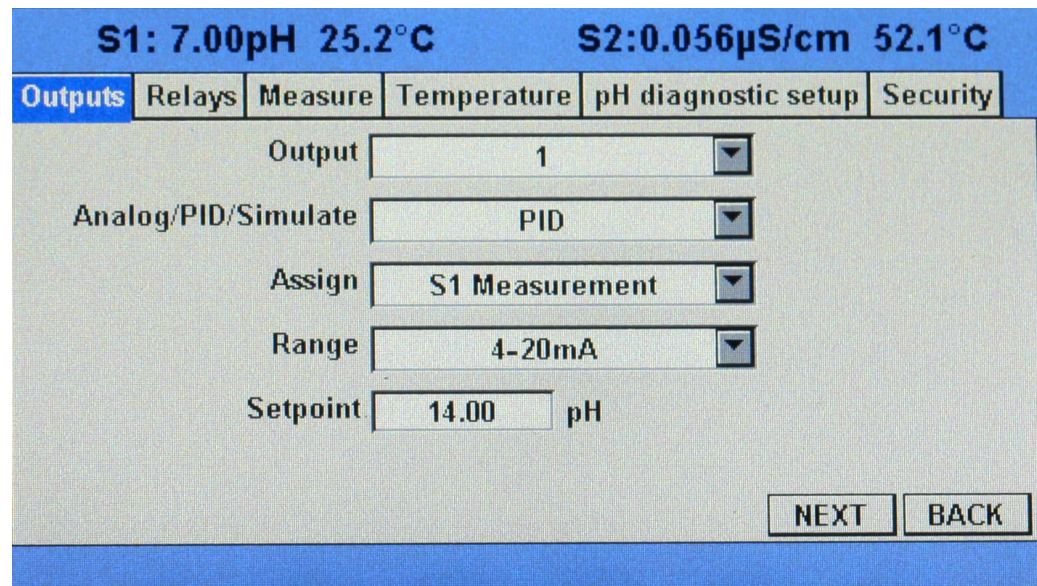 S1: 7.00pH 25.2°C S2:0.056µS/cm 52.1°C
Outputs Relays Measure Temperature pH diagnostic setup Security
Output 1
Analog/PID/Simulate PID
Assign S1 Measurement
Range 4-20mA
Setpoint 14.00 pH
NEXT BACK